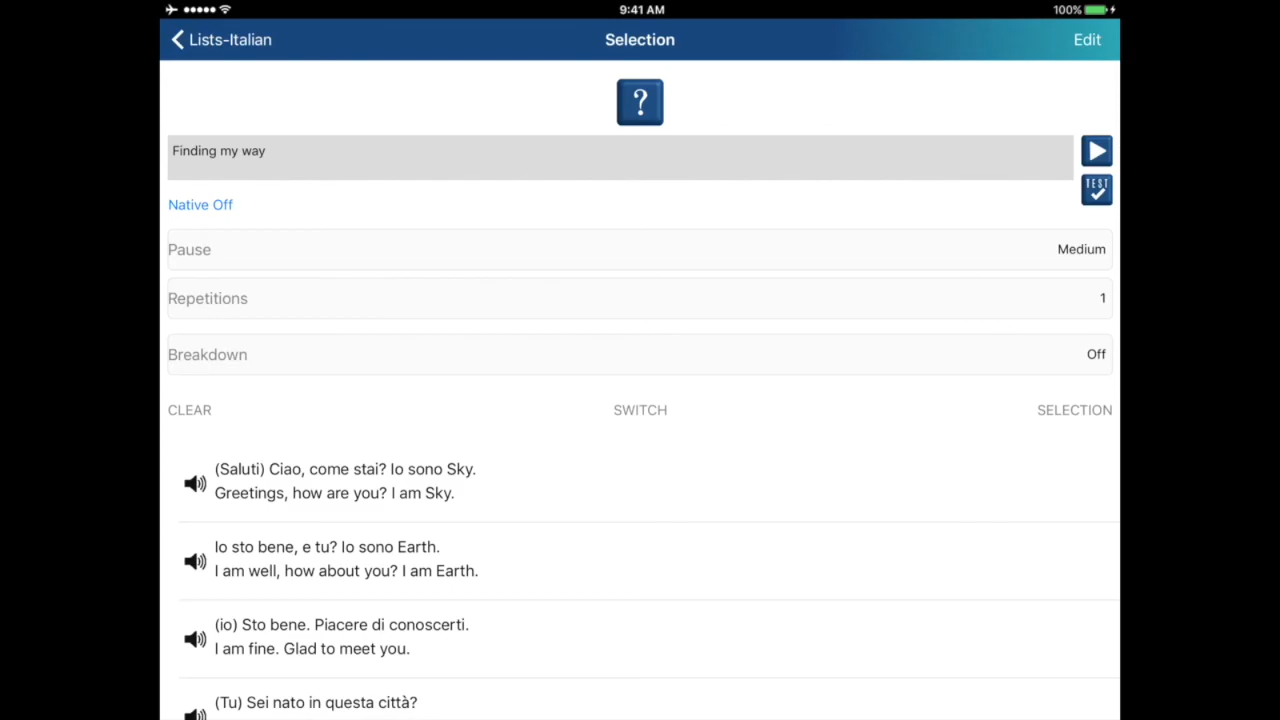 9:41 AM
100%
Lists-Italian
Selection
Edit
?
Finding my way
TEST
Native Off
Pause
Medium
Repetitions
1
Breakdown
Off
CLEAR
SWITCH
SELECTION
(Saluti) Ciao, come stai? Io sono Sky.
Greetings, how are you? I am Sky.
Io sto bene, e tu? Io sono Earth.
I am well, how about you? I am Earth.
(io) Sto bene. Piacere di conoscerti.
I am fine. Glad to meet you.
(Tu) Sei nato in questa città?